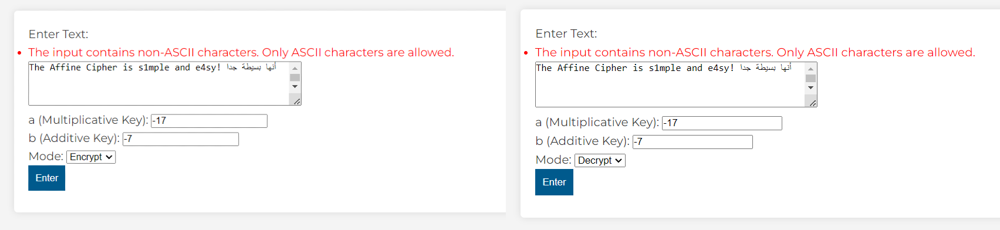 Enter Text:
The input contains non-ASCII characters. Only ASCII characters are allowed.
The Affine Cipher is s1mple and e4sy! أنها بسيطة جدا
a (Multiplicative Key): -17
b (Additive Key): -7
Mode: Encrypt
Enter
Enter Text:
The input contains non-ASCII characters. Only ASCII characters are allowed.
The Affine Cipher is s1mple and e4sy! أنها بسيطة جدا
a (Multiplicative Key): -17
b (Additive Key): -7
Mode: Decrypt
Enter